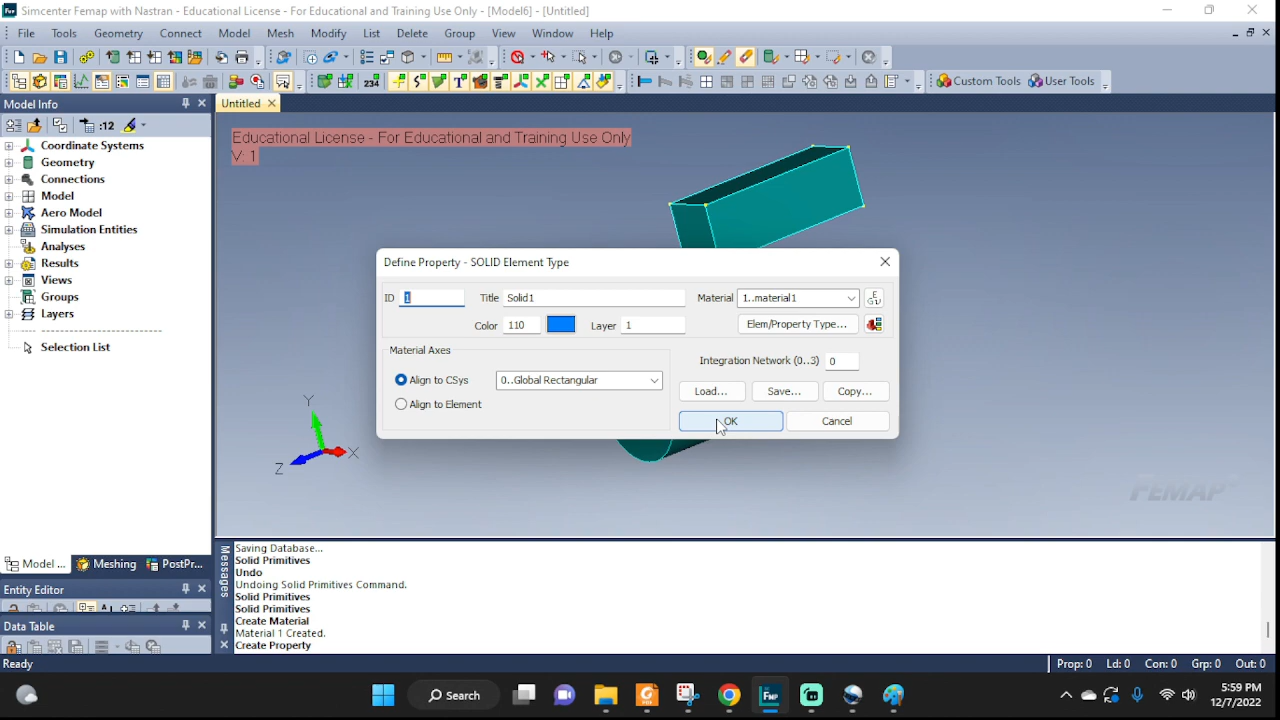 Simcenter Femap with Nastran - Educational License - For Educational and Training Use Only - [Model6] - [Untitled]
File Tools Geometry Connect Model Mesh Modify List Delete Group View Window Help
234
Custom Tools User Tools
Model Info
Untitled
:12
Educational License - For Educational and Training Use Only
V: 1
Coordinate Systems
Geometry
Connections
Model
Aero Model
Simulation Entities
Analyses
Results
Views
Groups
Layers
Selection List
Define Property - SOLID Element Type
ID 1 Title Solid1 Material 1..material1
Color 110 Layer 1 Elem/Property Type...
Material Axes
Integration Network (0..3) 0
Align to CSys 0..Global Rectangular
Load... Save... Copy...
Align to Element
OK Cancel
Y
X
Z
FEMAP
Model ... Meshing PostPr...
Entity Editor
Data Table
Messages
Saving Database...
Solid Primitives
Undo
Undoing Solid Primitives Command.
Solid Primitives
Solid Primitives
Create Material
Material 1 Created.
Create Property
Ready
Prop: 0 Ld: 0 Con: 0 Grp: 0 Out: 0
Search
5:59 PM
12/7/2022